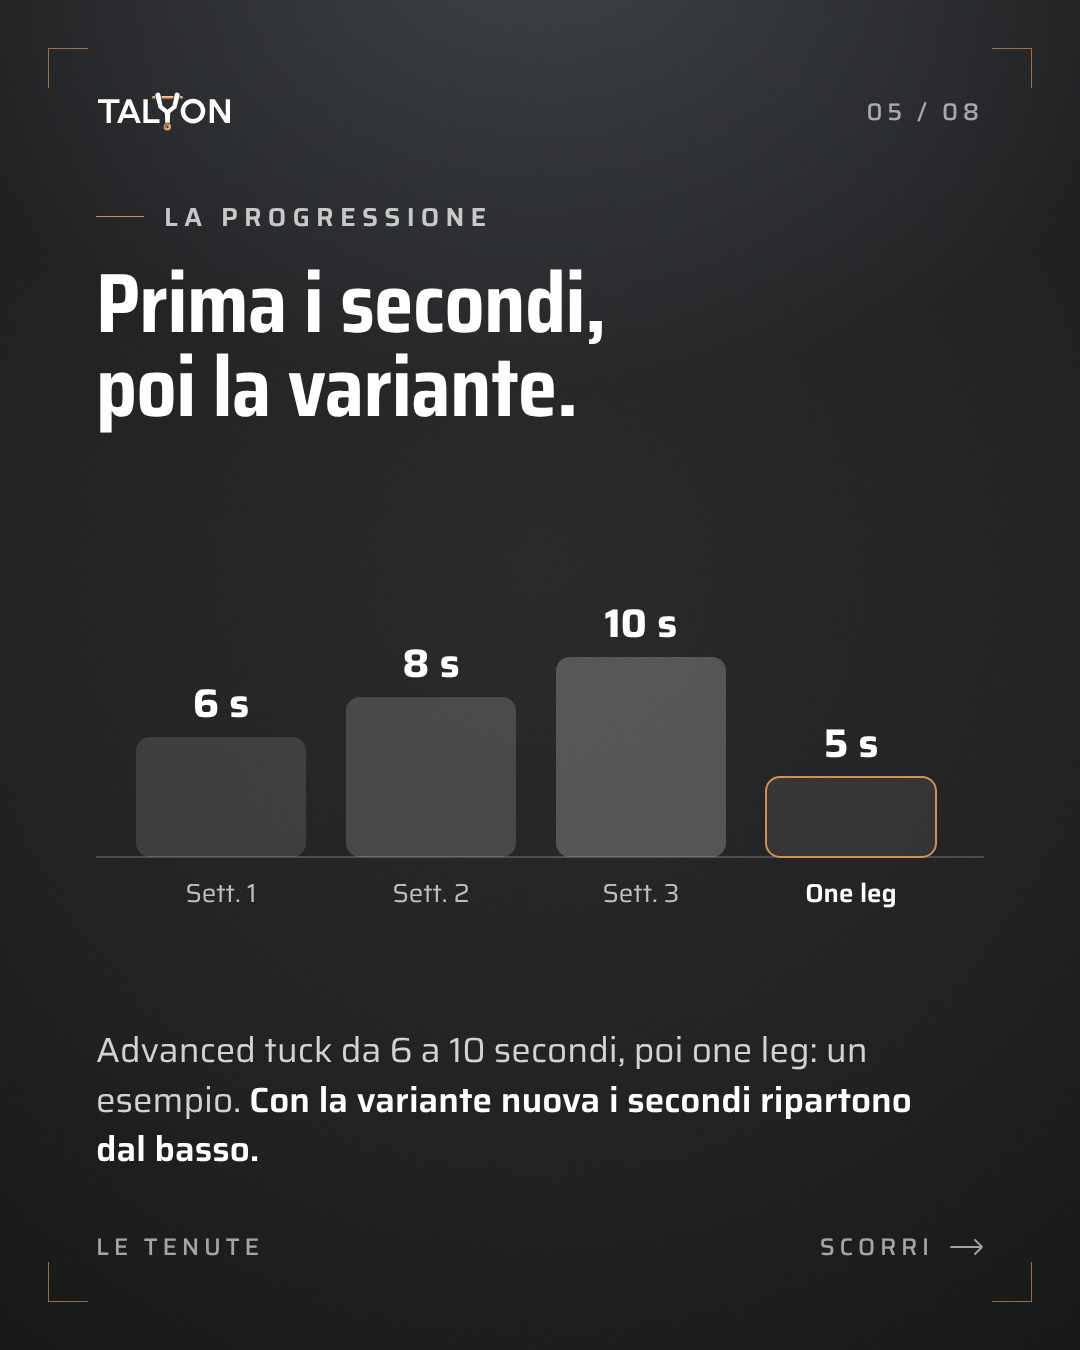 TALYON
05 / 08
LA PROGRESSIONE
Prima i secondi,
poi la variante.
6 s
8 s
10 s
5 s
Sett. 1
Sett. 2
Sett. 3
One leg
Advanced tuck da 6 a 10 secondi, poi one leg: un
esempio. Con la variante nuova i secondi ripartono
dal basso.
LE TENUTE
SCORRI →